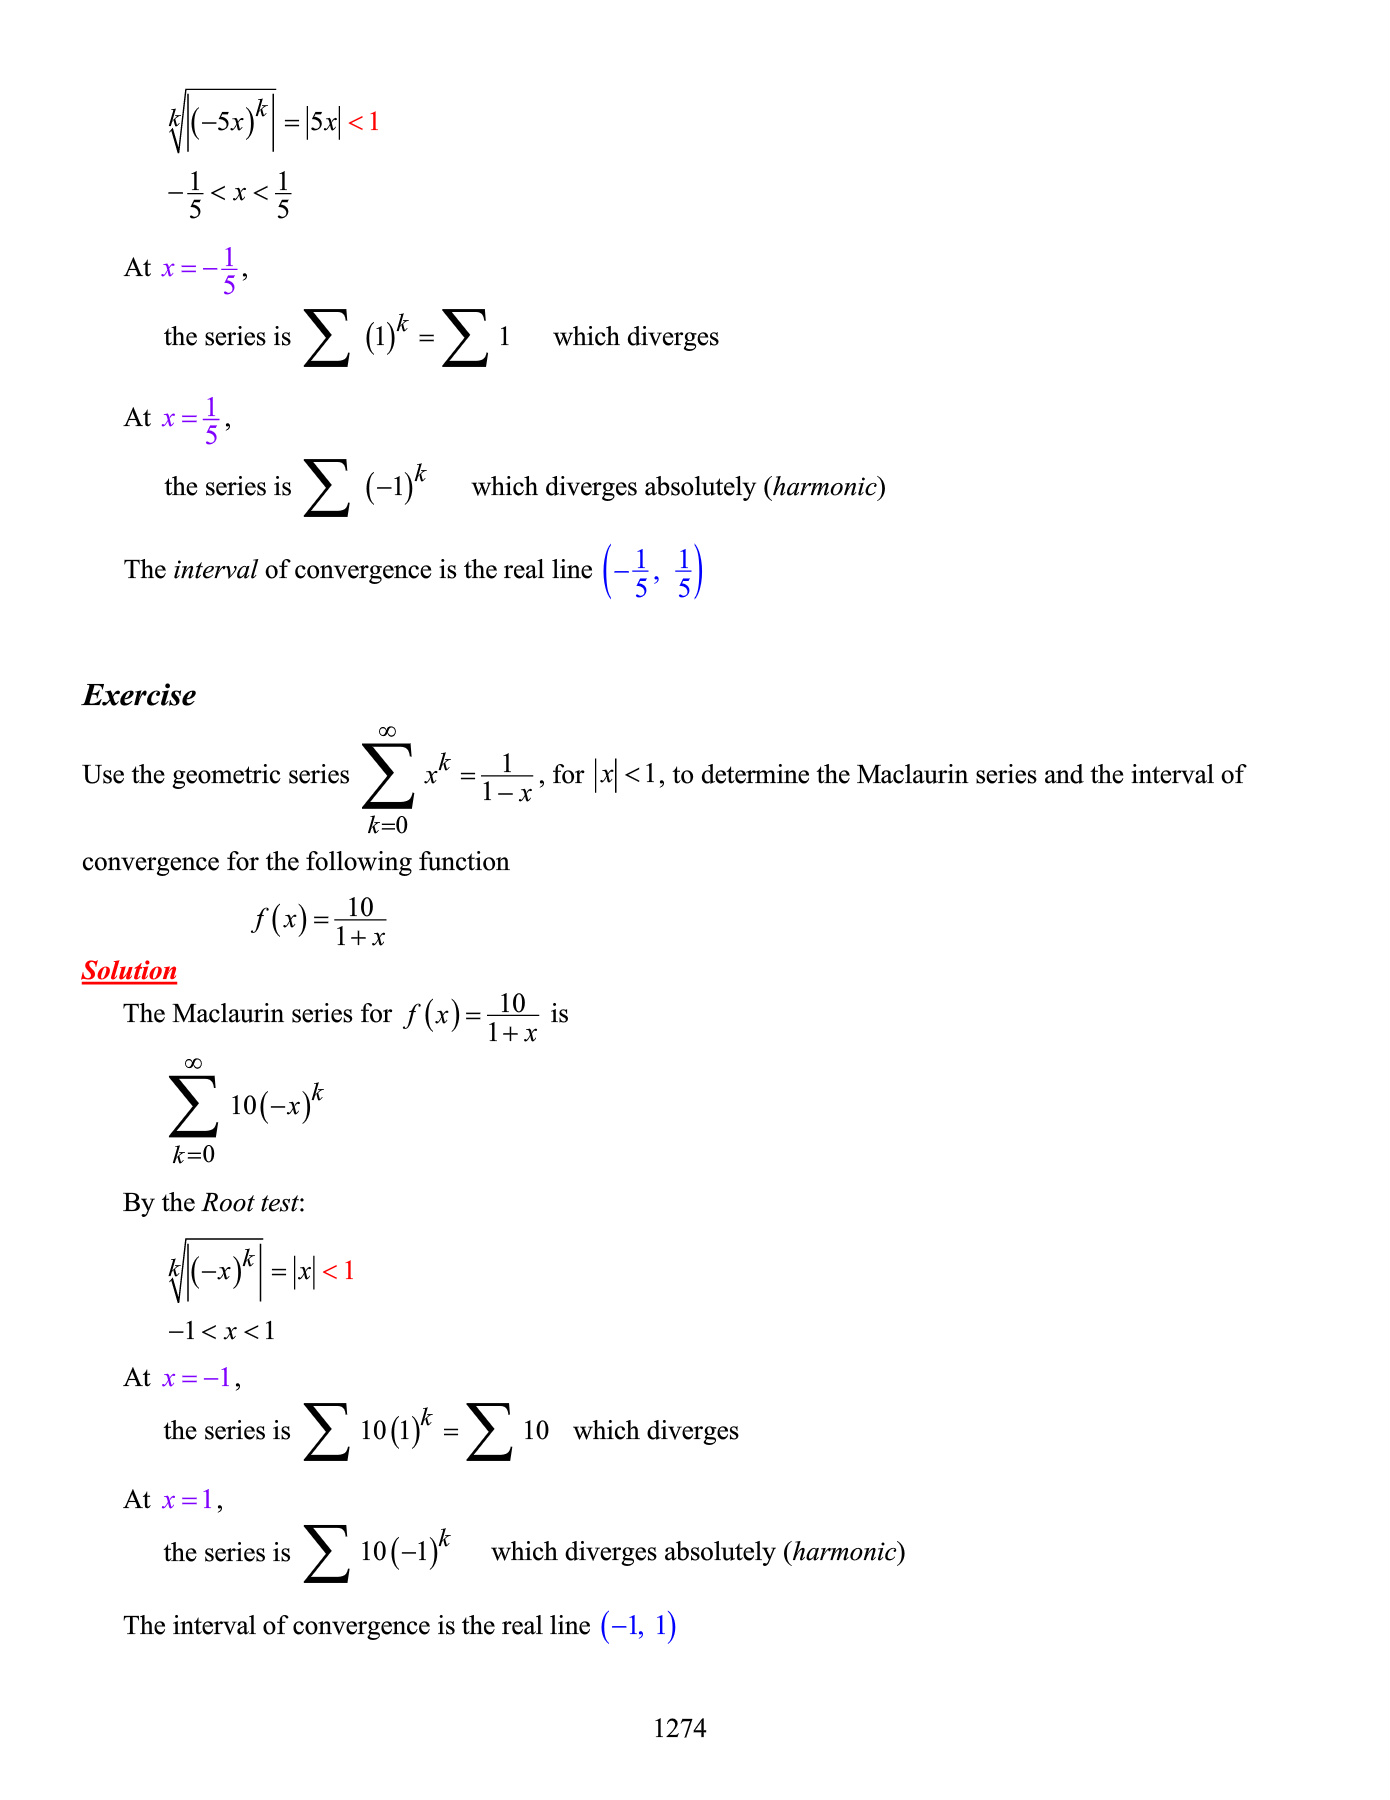 $\sqrt[k]{\left|(-5x)^k\right|} = |5x| < 1$
$-\frac{1}{5} < x < \frac{1}{5}$
At $x = -\frac{1}{5}$,
the series is $\sum (1)^k = \sum 1$ which diverges
At $x = \frac{1}{5}$,
the series is $\sum (-1)^k$ which diverges absolutely (harmonic)
The interval of convergence is the real line $\left(-\frac{1}{5}, \frac{1}{5}\right)$
Exercise
Use the geometric series $\sum_{k=0}^{\infty} x^k = \frac{1}{1-x}$, for $|x| < 1$, to determine the Maclaurin series and the interval of
convergence for the following function
$f(x) = \frac{10}{1+x}$
Solution
The Maclaurin series for $f(x) = \frac{10}{1+x}$ is
$\sum_{k=0}^{\infty} 10(-x)^k$
By the Root test:
$\sqrt[k]{\left|(-x)^k\right|} = |x| < 1$
$-1 < x < 1$
At $x = -1$,
the series is $\sum 10(1)^k = \sum 10$ which diverges
At $x = 1$,
the series is $\sum 10(-1)^k$ which diverges absolutely (harmonic)
The interval of convergence is the real line $(-1, 1)$
1274